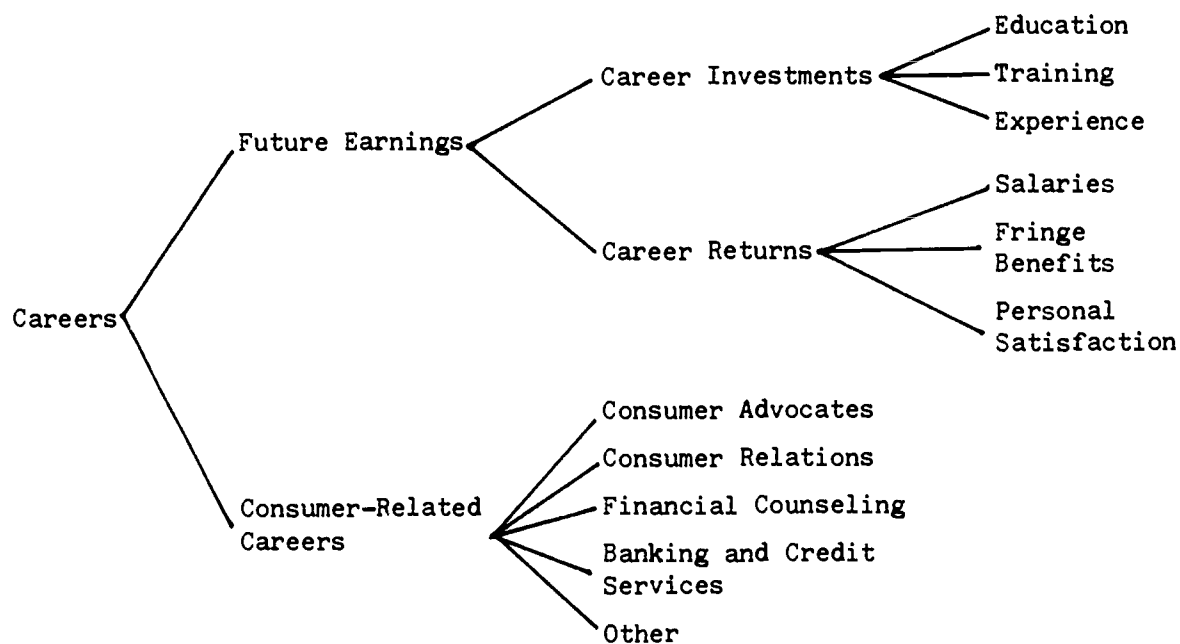 Careers
Future Earnings
Career Investments
Education
Training
Experience
Career Returns
Salaries
Fringe
Benefits
Personal
Satisfaction
Consumer-Related
Careers
Consumer Advocates
Consumer Relations
Financial Counseling
Banking and Credit
Services
Other